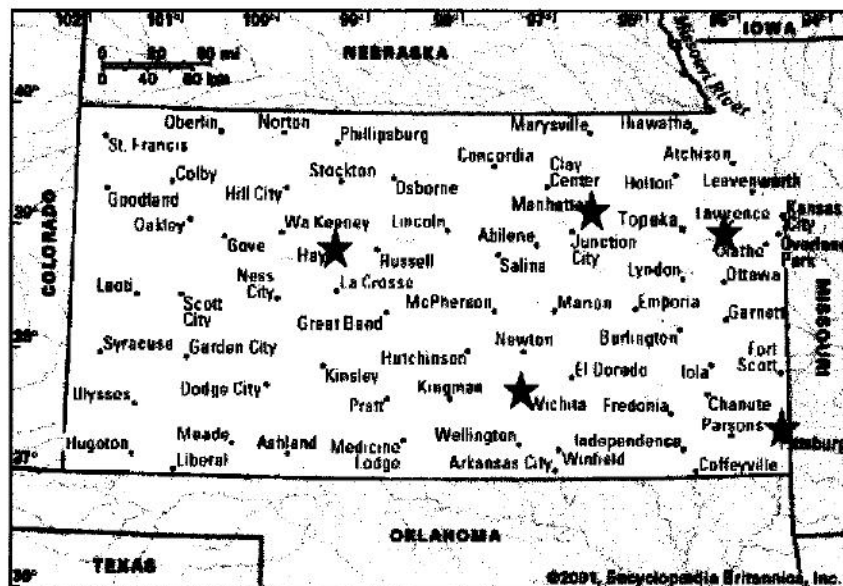 102°
101°
100°
99°
98°
97°
96°
95°
94°
IOWA
0 80 mi
0 40 80 km
NEBRASKA
Missouri River
40°
Oberlin
Norton
Phillipsburg
Marysville
Hiawatha
St. Francis
Concordia
Atchison
Colby
Stockton
Osborne
Clay
Center
Holton
Leavenworth
Goodland
Hill City
Manhattan
39°
Oakley
Wa Keeney
Lincoln
Topeka
Lawrence
Kansas
City
Gove
Hays
Russell
Abilene
Junction
City
Olathe
Overland
Park
COLORADO
Ness
City
La Crosse
Salina
Lyndon
Ottawa
MISSOURI
Leoti
Scott
City
McPherson
Marion
Emporia
Garnett
Great Bend
38°
Newton
Burlington
Syracuse
Garden City
Hutchinson
Fort
Scott
Kinsley
El Dorado
Iola
Ulysses
Dodge City
Kingman
Pratt
Wichita
Fredonia
Chanute
Parsons
Hugoton
Meade
Ashland
Medicine
Lodge
Wellington
Independence
Pittsburg
37°
Liberal
Arkansas City
Winfield
Coffeyville
OKLAHOMA
TEXAS
36°
©2001, Encyclopædia Britannica, Inc.